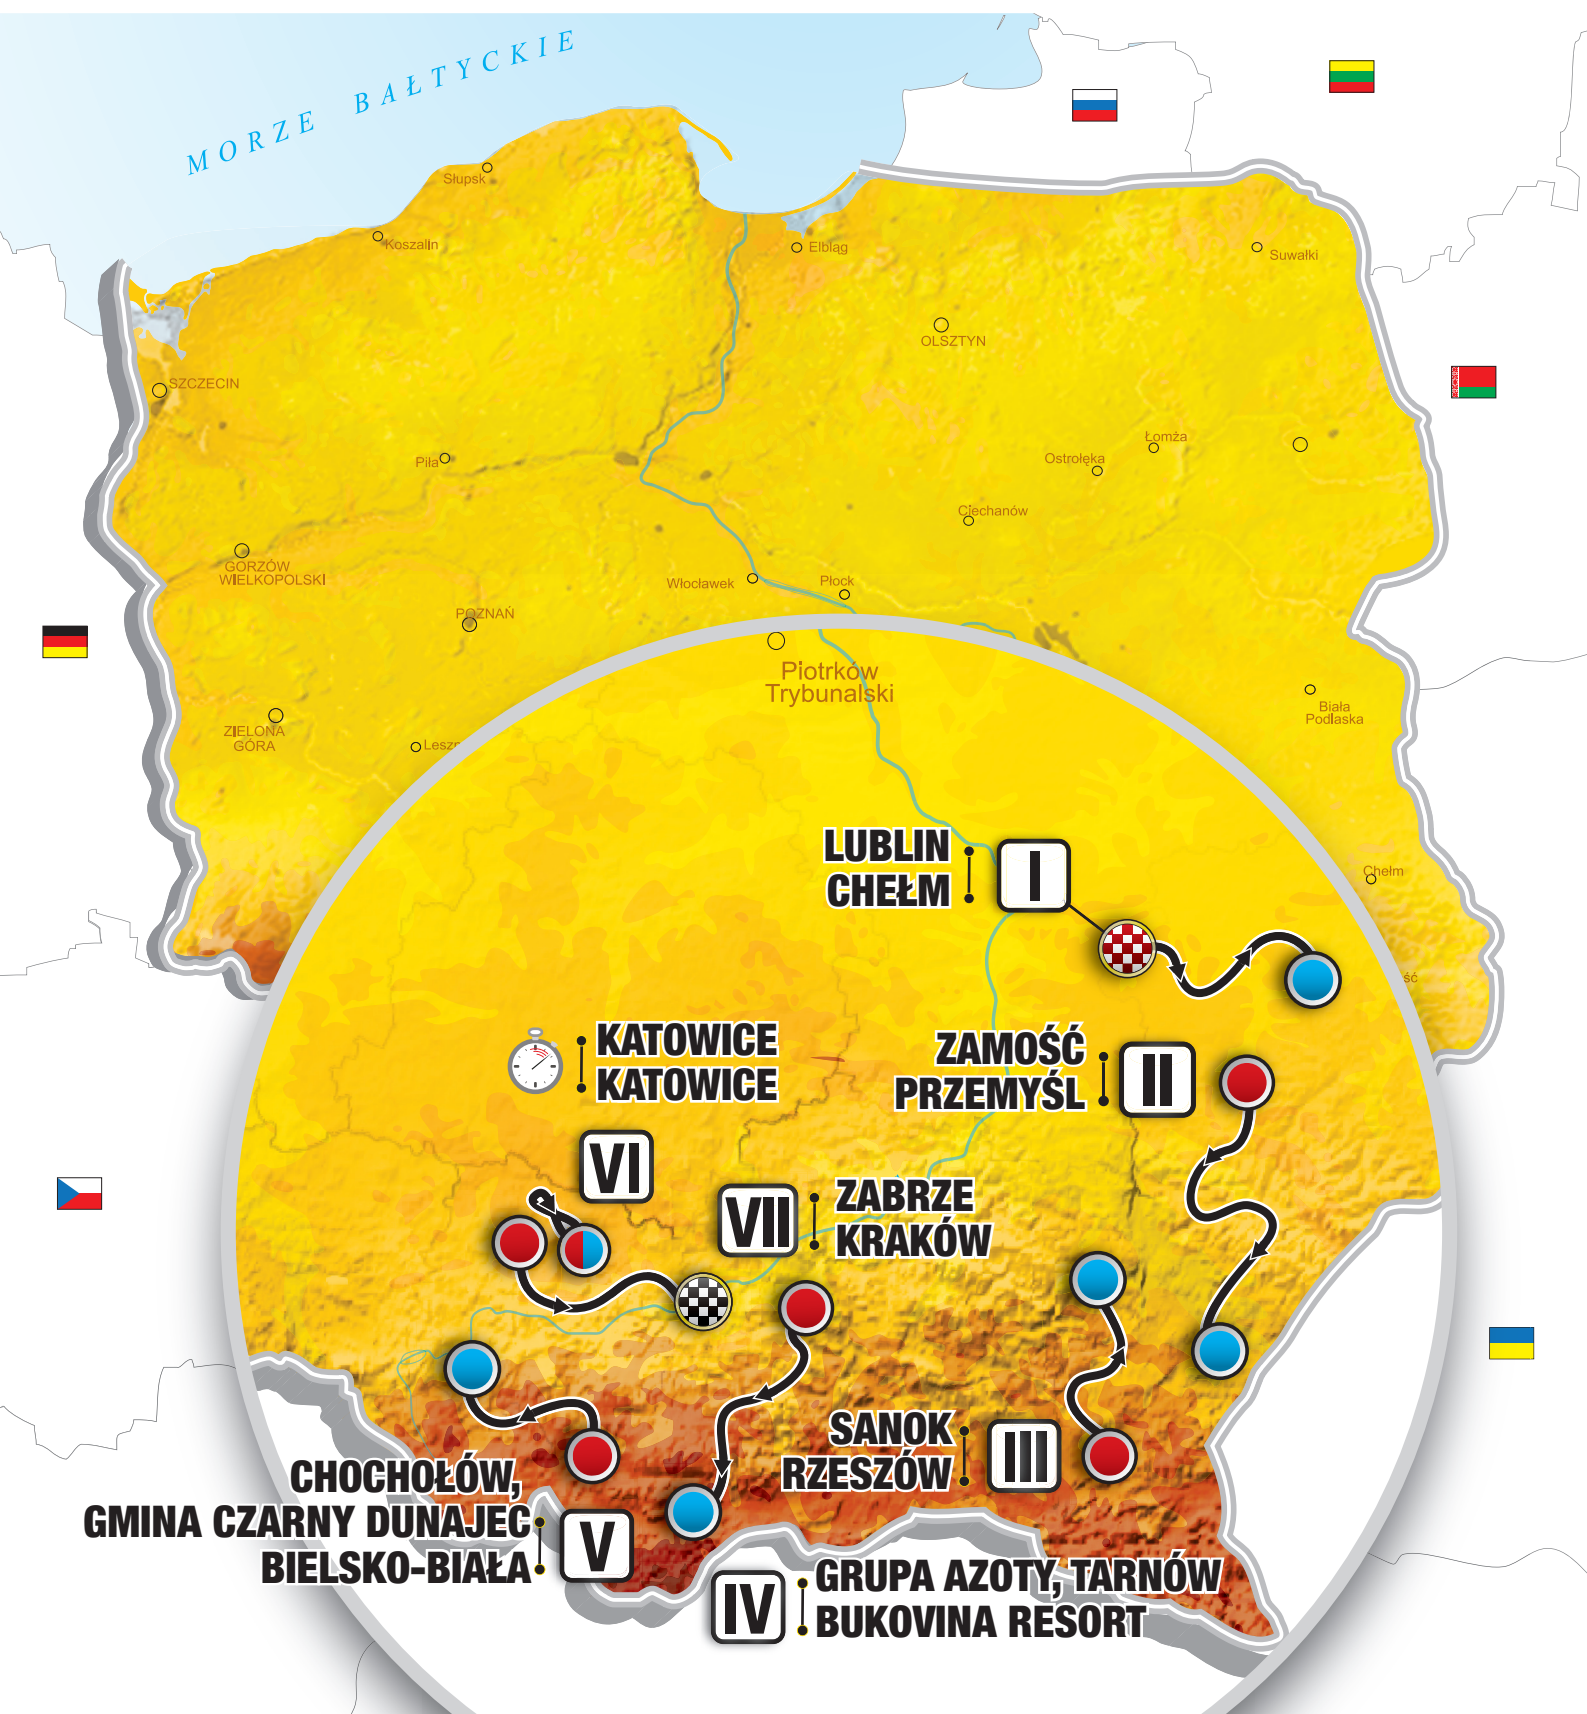 MORZE BAŁTYCKIE
Słupsk
Koszalin
Elbląg
Suwałki
OLSZTYN
SZCZECIN
Łomża
Ostrołęka
Piła
Ciechanów
GORZÓW
WIELKOPOLSKI
Włocławek
Płock
POZNAŃ
Piotrków
Trybunalski
Biała
Podlaska
ZIELONA
GÓRA
Leszn
LUBLIN
CHEŁM
I
Chełm
ść
KATOWICE
KATOWICE
ZAMOŚĆ
PRZEMYŚL
II
VI
VII
ZABRZE
KRAKÓW
SANOK
RZESZÓW
III
CHOCHOŁÓW,
GMINA CZARNY DUNAJEC
BIELSKO-BIAŁA
V
IV
GRUPA AZOTY, TARNÓW
BUKOVINA RESORT